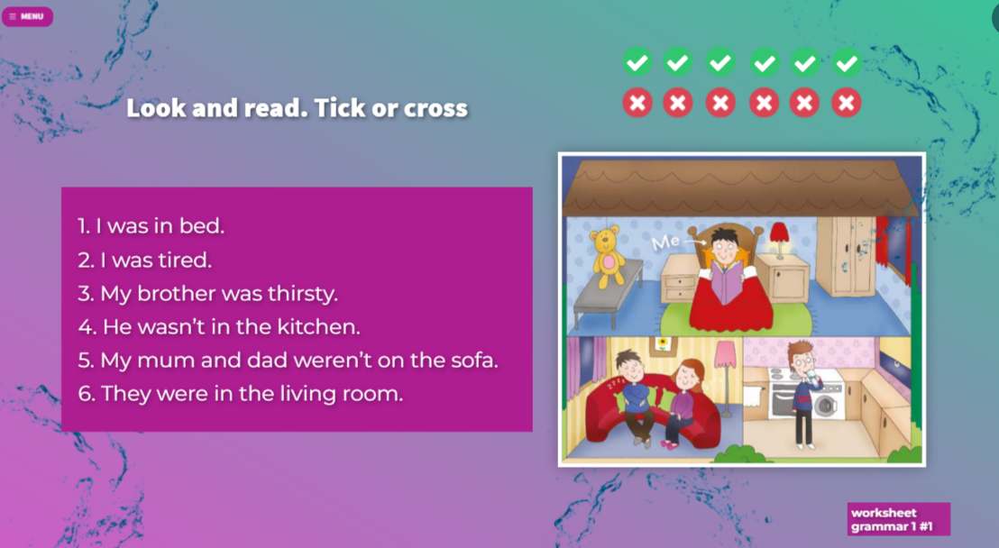 ☰ MENU
Look and read. Tick or cross
1. I was in bed.
2. I was tired.
3. My brother was thirsty.
4. He wasn't in the kitchen.
5. My mum and dad weren't on the sofa.
6. They were in the living room.
Me
zzzz
worksheet
grammar 1 #1